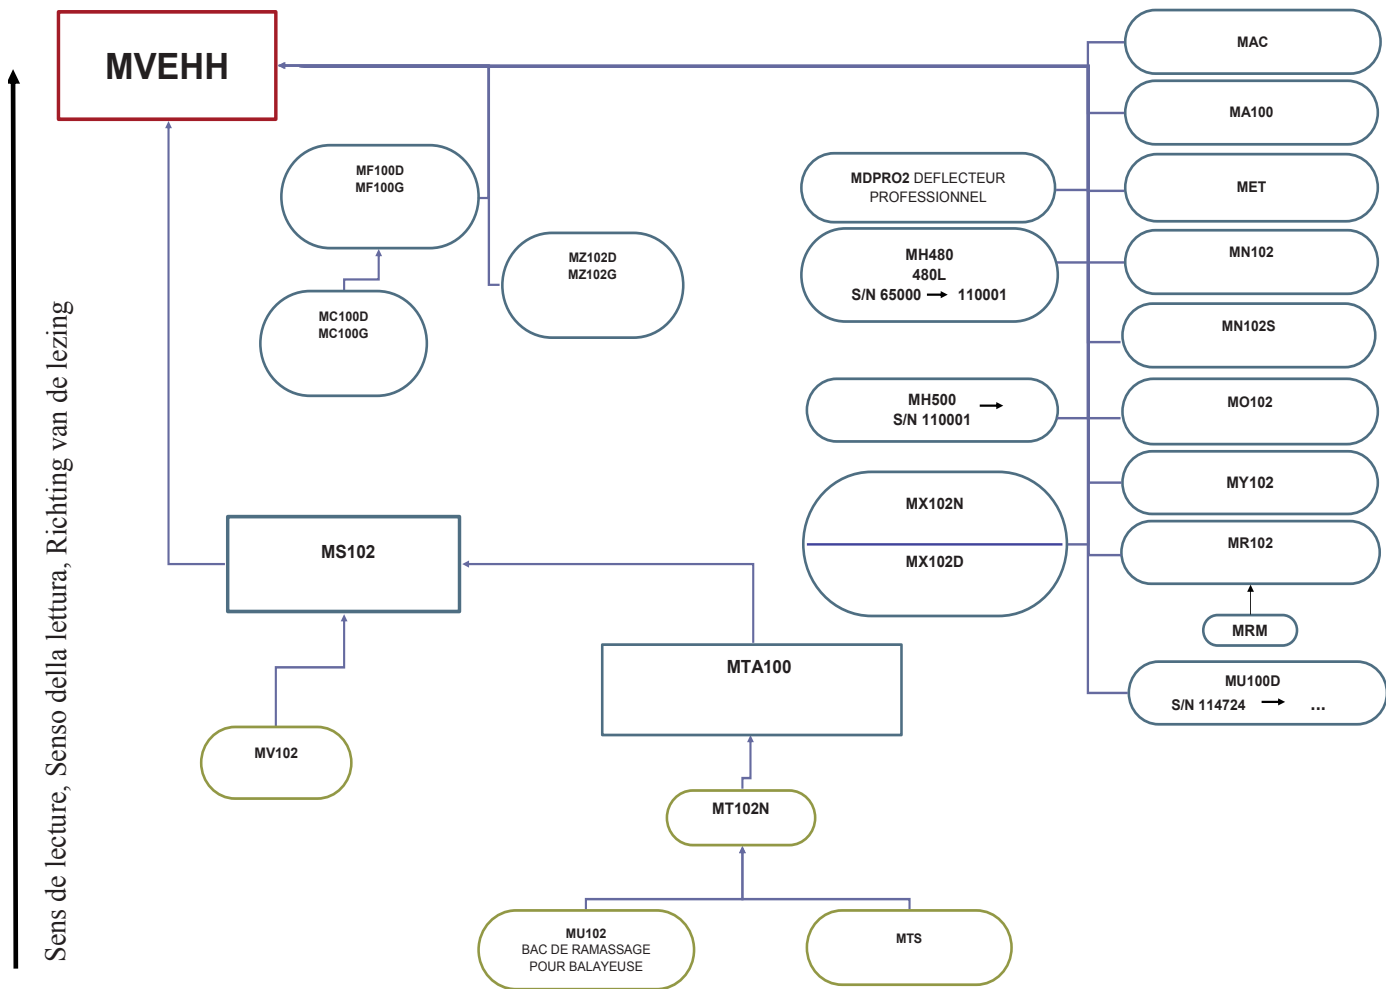 MVEHH
MAC
MA100
MF100D
MF100G
MDPRO2 DEFLECTEUR
PROFESSIONNEL
MET
MZ102D
MZ102G
MH480
480L
S/N 65000 → 110001
MN102
MC100D
MC100G
MN102S
MH500 →
S/N 110001
MO102
MX102N
MX102D
MY102
MS102
MR102
MRM
MTA100
MU100D
S/N 114724 → ...
MV102
MT102N
MU102
BAC DE RAMASSAGE
POUR BALAYEUSE
MTS
Sens de lecture, Senso della lettura, Richting van de lezing